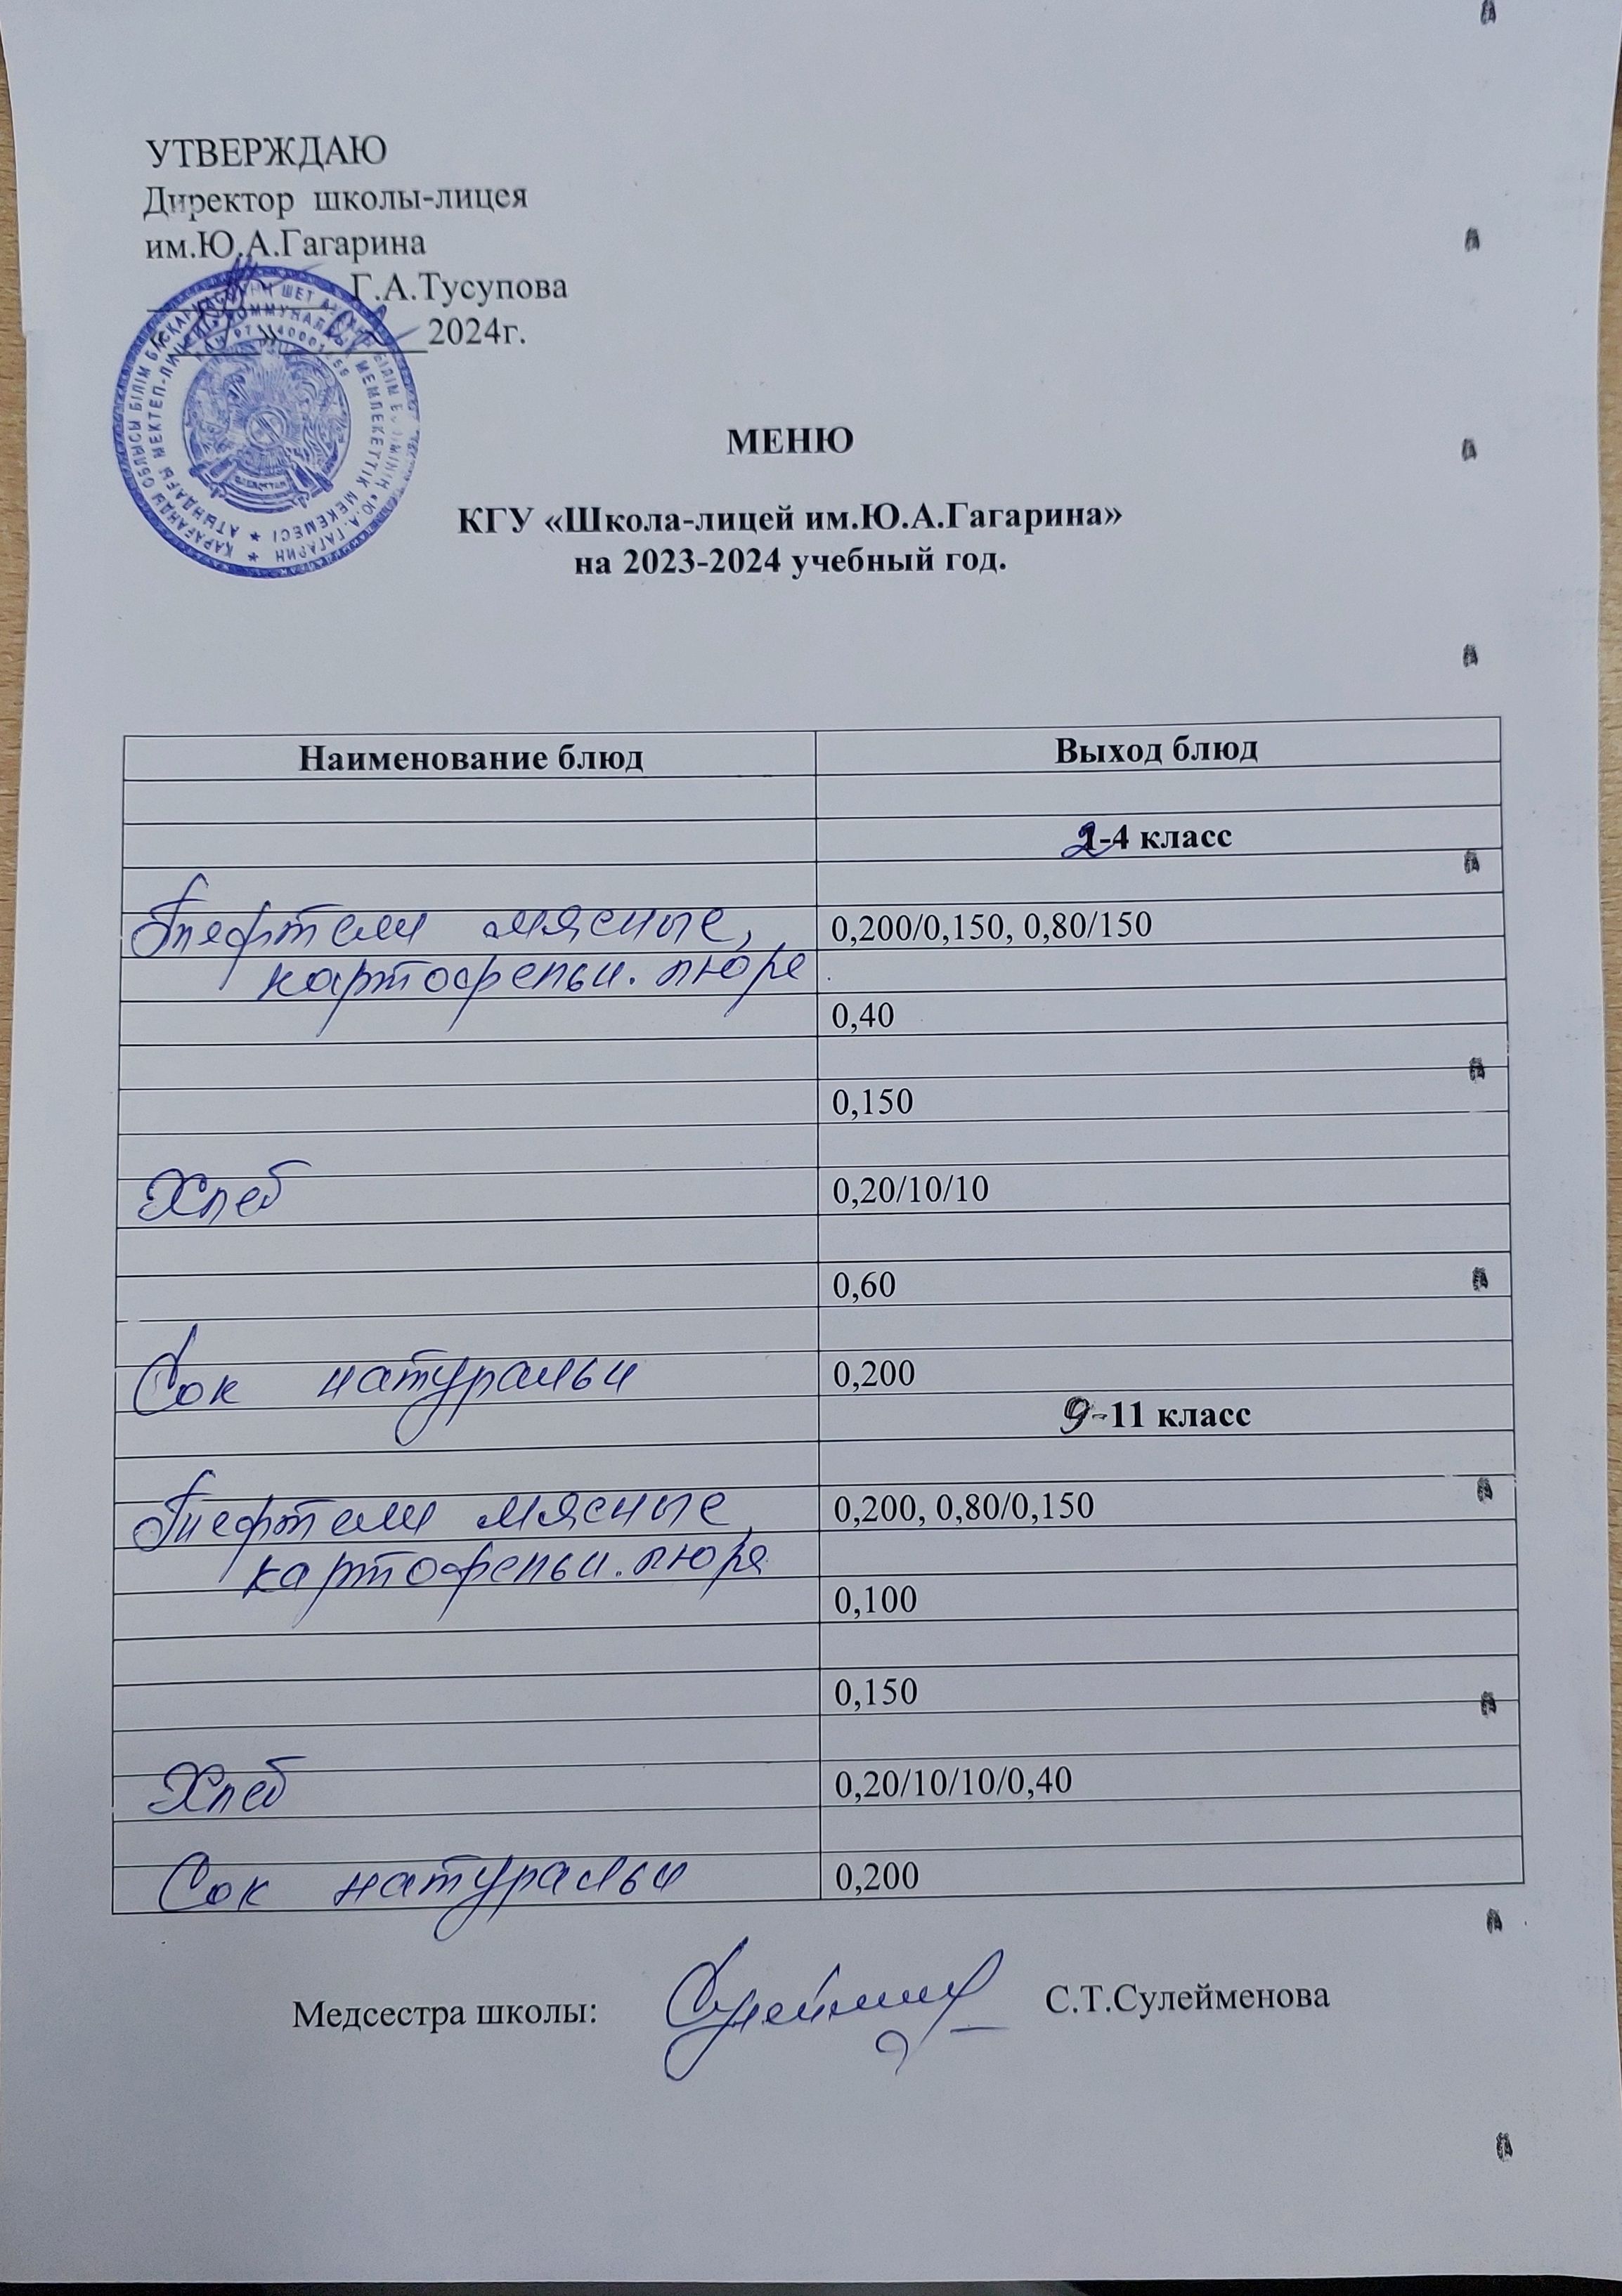 УТВЕРЖДАЮ
Директор школы-лицея
им.Ю.А.Гагарина
Г.А.Тусупова
2024г.
МЕНЮ
КГУ «Школа-лицей им.Ю.А.Гагарина»
на 2023-2024 учебный год.
Наименование блюд Выход блюд
2-4 класс
Тефтели мясные, 0,200/0,150, 0,80/150
картофельн. пюре
0,40
0,150
Хлеб 0,20/10/10
0,60
Сок натуральн 0,200
9-11 класс
Тефтели мясные, 0,200, 0,80/0,150
картофельн. пюре
0,100
0,150
Хлеб 0,20/10/10/0,40
Сок натуральн 0,200
Медсестра школы: С.Т.Сулейменова